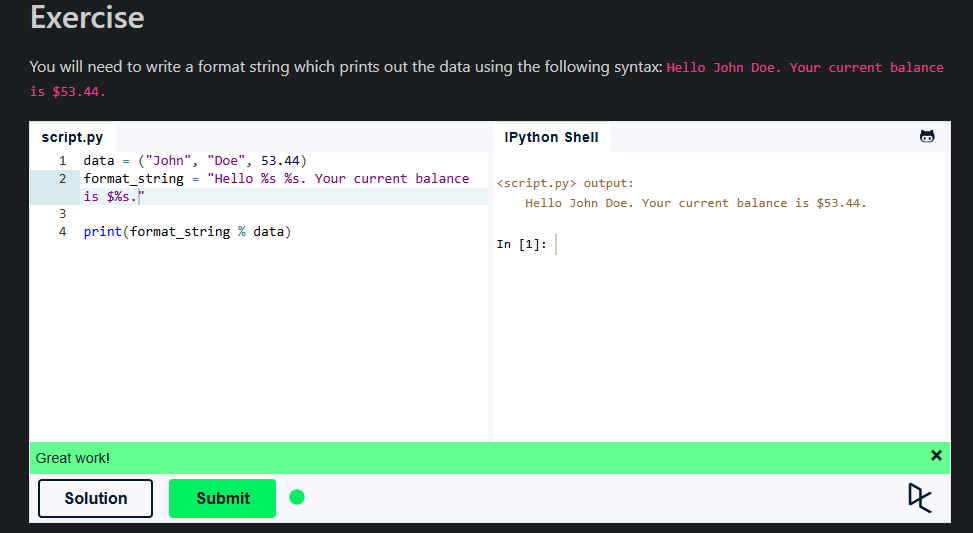 Exercise
You will need to write a format string which prints out the data using the following syntax: Hello John Doe. Your current balance
is $53.44.
script.py
IPython Shell
1 data = ("John", "Doe", 53.44)
2 format_string = "Hello %s %s. Your current balance
is $%s."
3
4 print(format_string % data)
<script.py> output:
Hello John Doe. Your current balance is $53.44.
In [1]:
Great work!
Solution
Submit